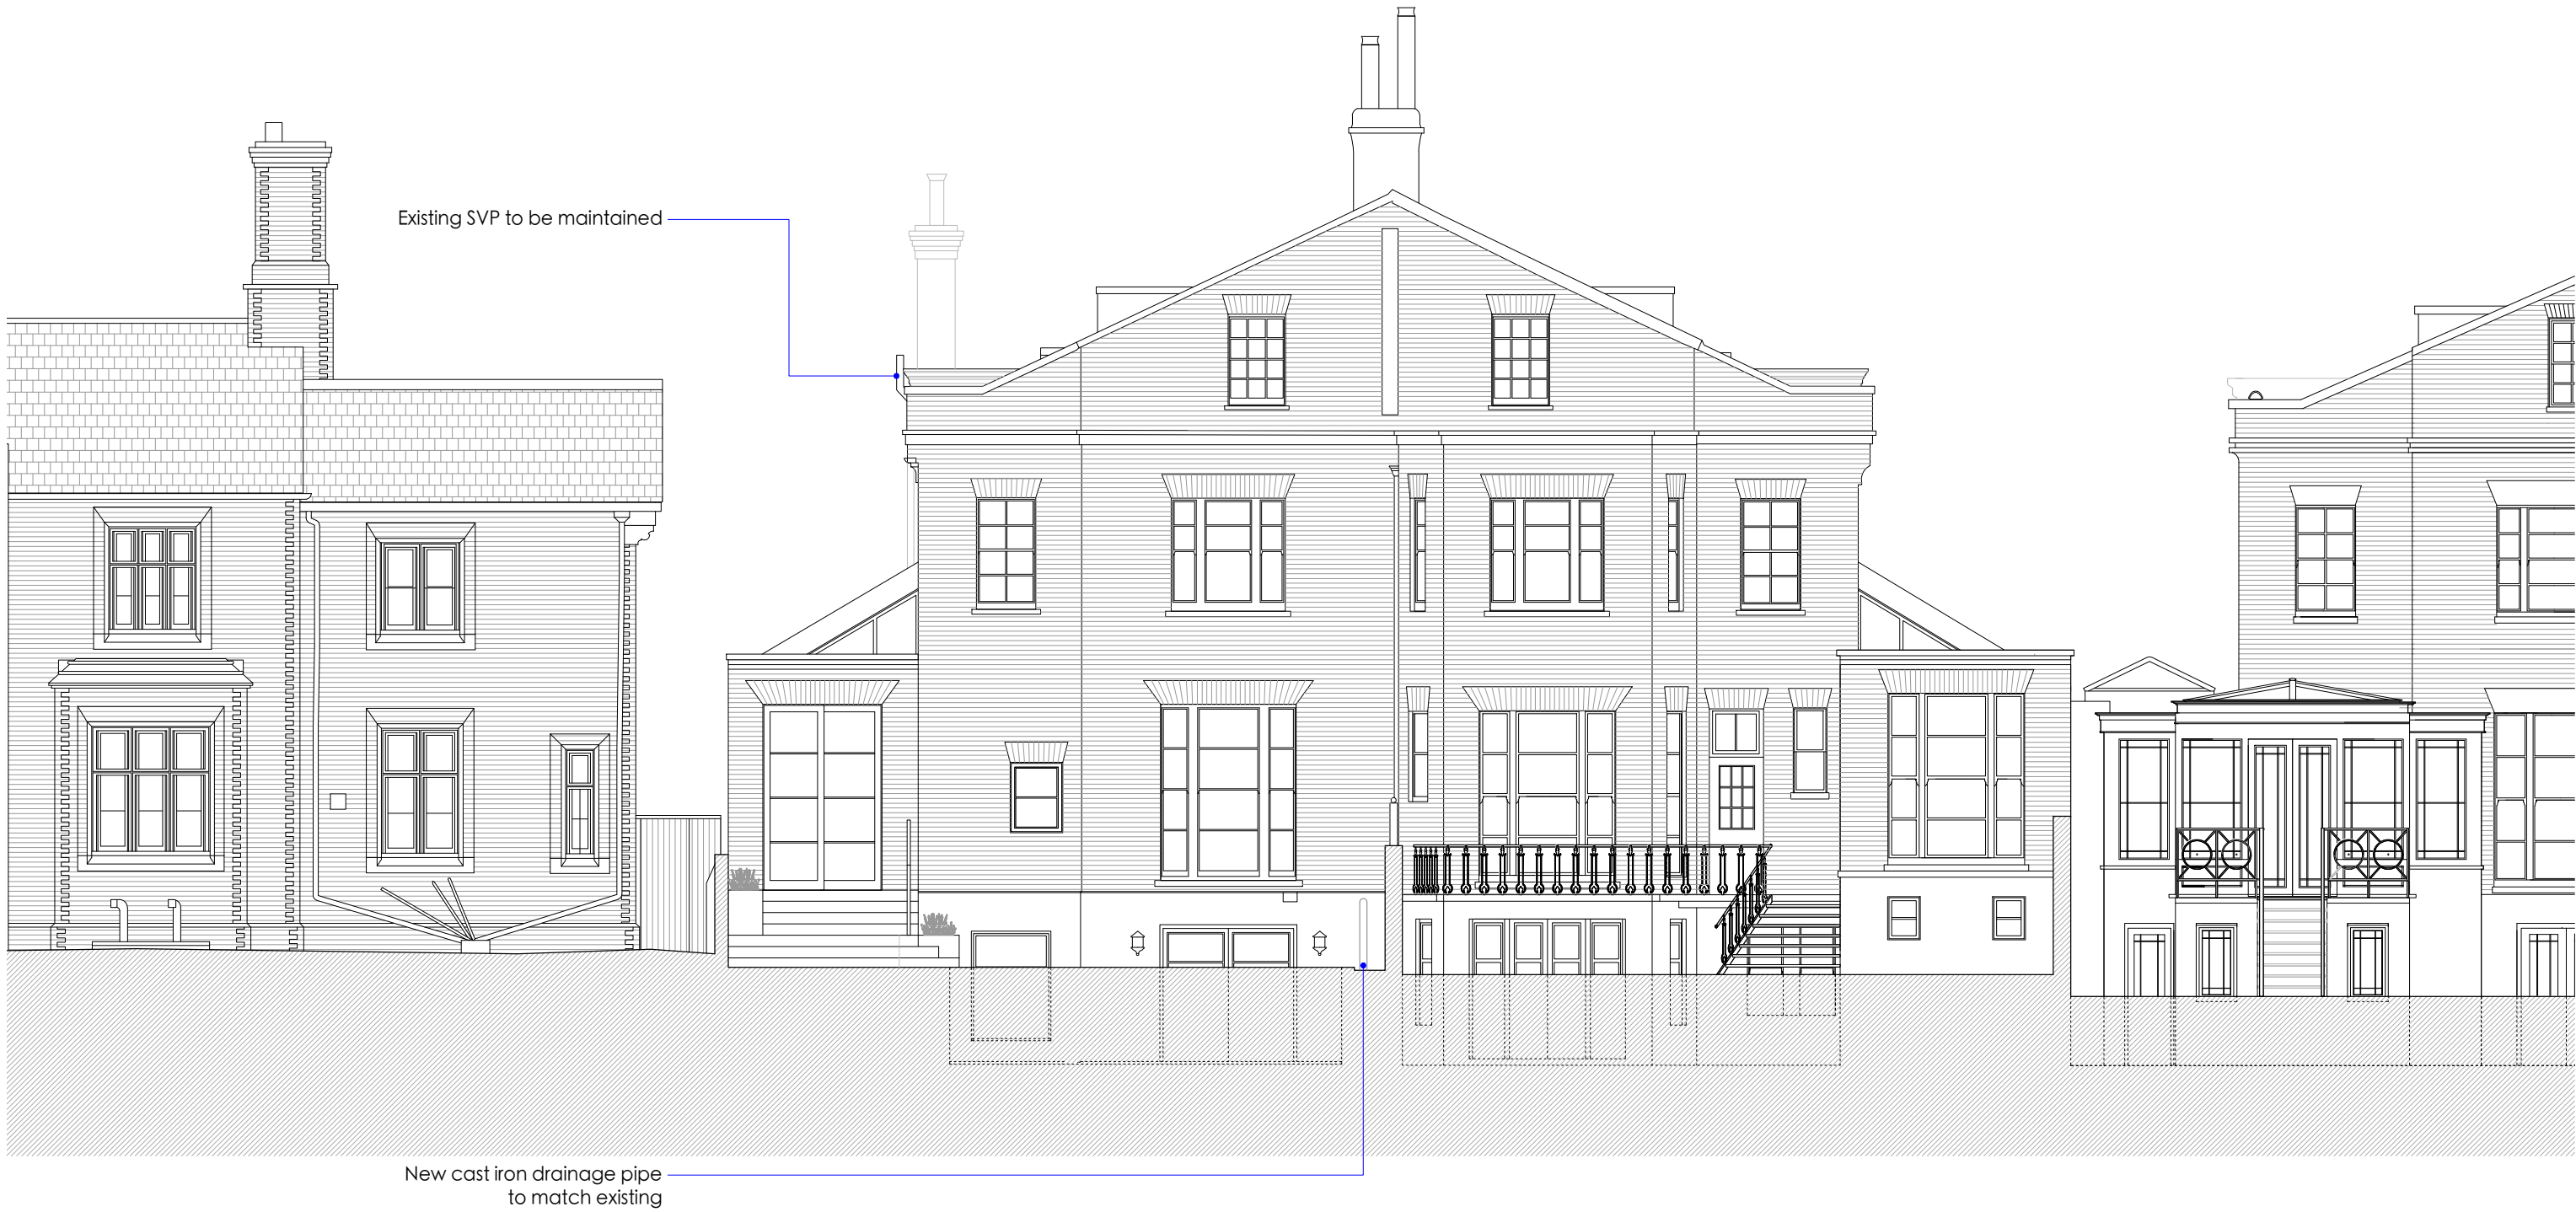 Existing SVP to be maintained
New cast iron drainage pipe
to match existing